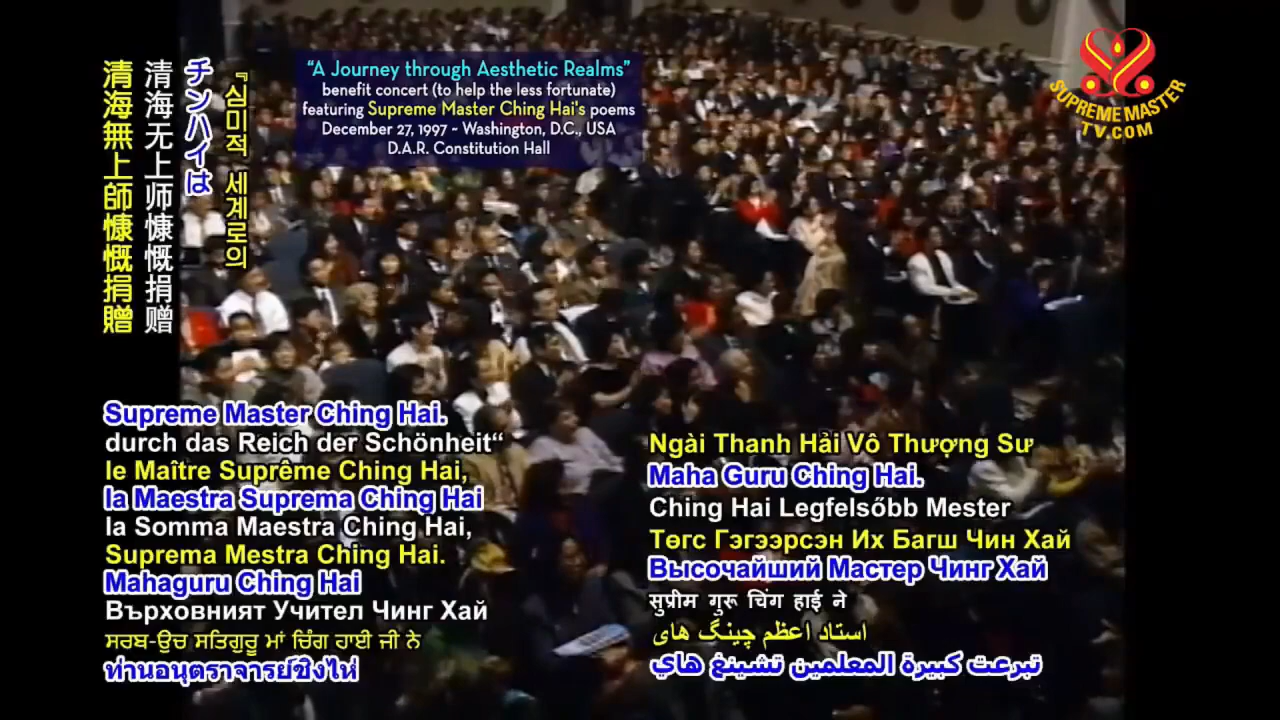 清海無上師慷慨捐贈
清海无上师慷慨捐赠
チンハイは
『심미적 세계로의
“A Journey through Aesthetic Realms”
benefit concert (to help the less fortunate)
featuring Supreme Master Ching Hai's poems
December 27, 1997 ~ Washington, D.C., USA
D.A.R. Constitution Hall
SUPREME MASTER
TV.COM
Supreme Master Ching Hai.
durch das Reich der Schönheit“
le Maître Suprême Ching Hai,
la Maestra Suprema Ching Hai
la Somma Maestra Ching Hai,
Suprema Mestra Ching Hai.
Mahaguru Ching Hai
Върховният Учител Чинг Хай
ਸਰਬ-ਉਚ ਸਤਿਗੁਰੂ ਮਾਂ ਚਿੰਗ ਹਾਈ ਜੀ ਨੇ
ท่านอนุตราจารย์ชิงไห่
Ngài Thanh Hải Vô Thượng Sư
Maha Guru Ching Hai.
Ching Hai Legfelsőbb Mester
Төгс Гэгээрсэн Их Багш Чин Хай
Высочайший Мастер Чинг Хай
सुप्रीम गुरू चिंग हाई ने
استاد اعظم چینگ های
تبرعت كبيرة المعلمين تشينغ هاي